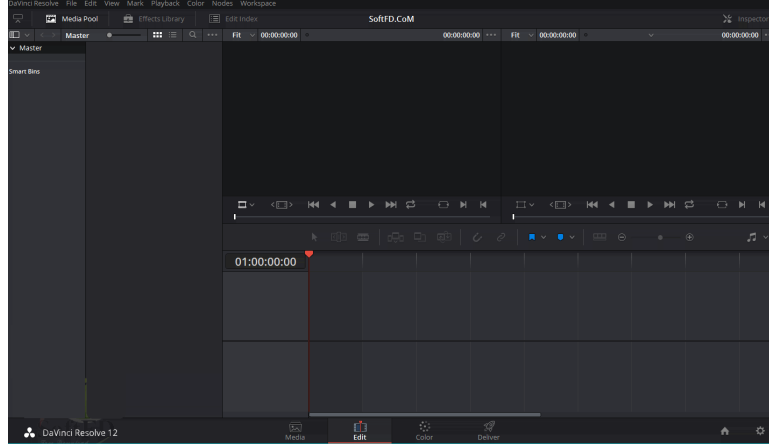 DaVinci Resolve File Edit View Mark Playback Color Nodes Workspace
Media Pool Effects Library Edit Index SoftFD.CoM Inspector
Master Fit 00:00:00:00 00:00:00:00 Fit 00:00:00:00 00:00:00:00
Master
Smart Bins
01:00:00:00
DaVinci Resolve 12 Media Edit Color Deliver